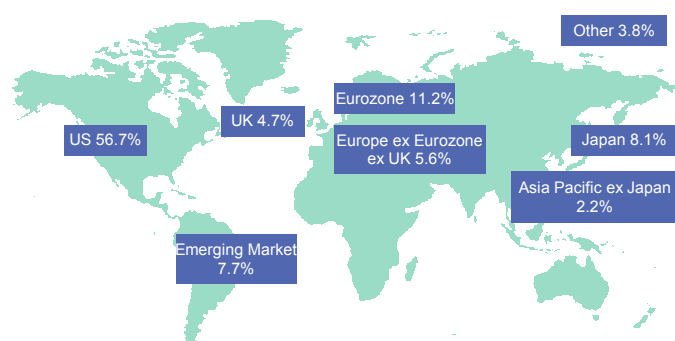 Other 3.8%
Eurozone 11.2%
UK 4.7%
US 56.7%
Europe ex Eurozone
ex UK 5.6%
Japan 8.1%
Asia Pacific ex Japan
2.2%
Emerging Market
7.7%